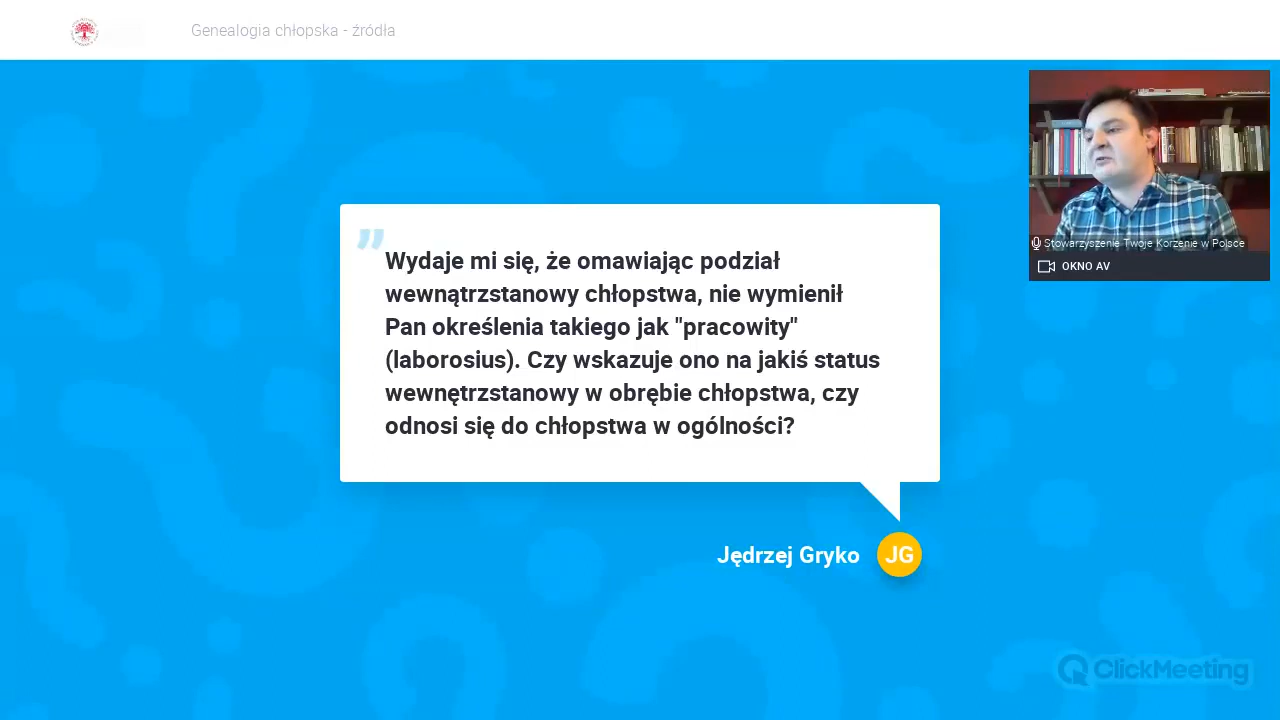 Genealogia chłopska - źródła
Wydaje mi się, że omawiając podział
wewnątrzstanowy chłopstwa, nie wymienił
Pan określenia takiego jak "pracowity"
(laborosius). Czy wskazuje ono na jakiś status
wewnętrzstanowy w obrębie chłopstwa, czy
odnosi się do chłopstwa w ogólności?
Jędrzej Gryko
JG
Stowarzyszenie Twoje Korzenie w Polsce
OKNO AV
ClickMeeting